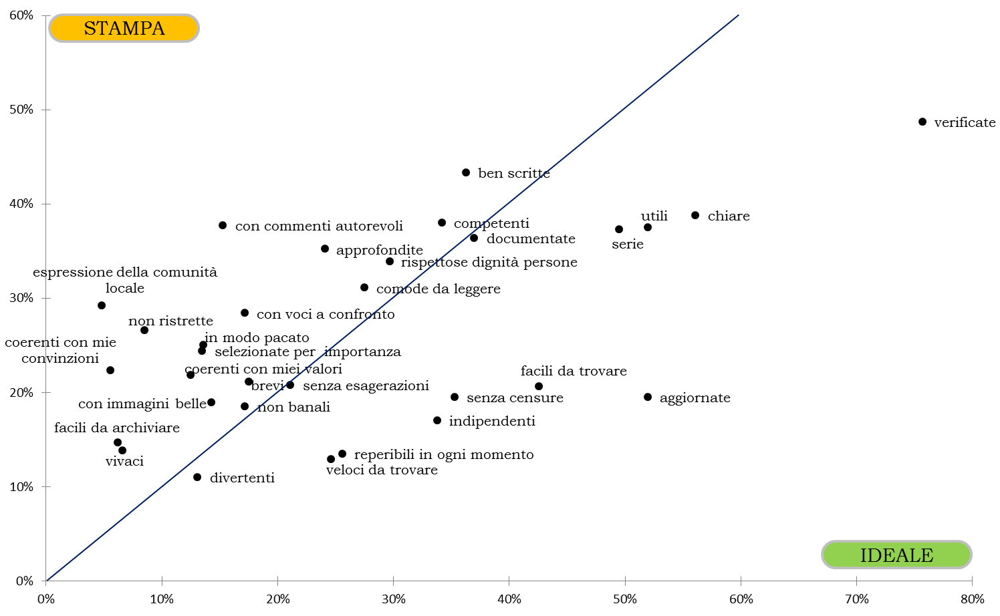 60%
STAMPA
50%
verificate
ben scritte
40%
con commenti autorevoli
competenti
utili
chiare
documentate
serie
approfondite
rispettose dignità persone
espressione della comunità
locale
comode da leggere
30%
con voci a confronto
non ristrette
in modo pacato
coerenti con mie
convinzioni
selezionate per  importanza
coerenti con miei valori
facili da trovare
brevi
senza esagerazioni
20%
senza censure
aggiornate
con immagini belle
non banali
indipendenti
facili da archiviare
vivaci
reperibili in ogni momento
veloci da trovare
divertenti
10%
IDEALE
0%
0% 10% 20% 30% 40% 50% 60% 70% 80%